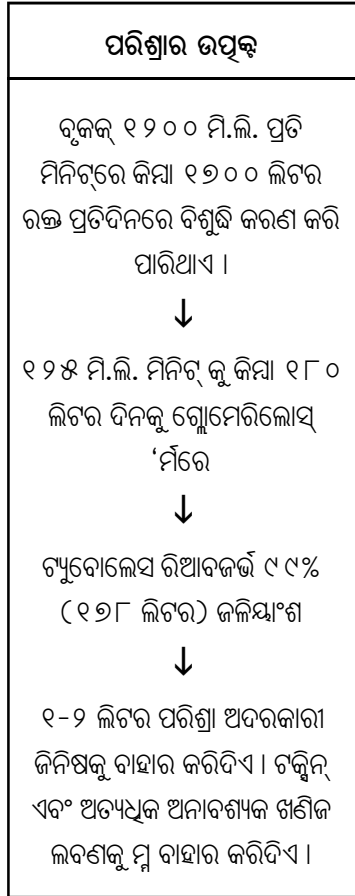 ପରିଶ୍ରାର ଉତ୍ପକ୍ଟ
ବୃକକ୍ ୧୨୦୦ ମି.ଲି. ପ୍ରତି
ମିନିଟ୍‌ରେ କିମ୍ବା ୧୭୦୦ ଲିଟର
ରକ୍ତ ପ୍ରତିଦିନରେ ବିଶୁଦ୍ଧି କରଣ କରି
ପାରିଥାଏ ।
↓
୧୨୫ ମି.ଲି. ମିନିଟ୍ କୁ କିମ୍ବା ୧୮୦
ଲିଟର ଦିନକୁ ଗ୍ଲୋମେରିଲୋସ୍
‘ର୍ମରେ
↓
ଟ୍ୟୁବୋଲେସ ରିଆବଜର୍ଭ ୯୯%
(୧୭୮ ଲିଟର) ଜଳିୟାଂଶ
↓
୧-୨ ଲିଟର ପରିଶ୍ରା ଅଦରକାରୀ
ଜିନିଷକୁ ବାହାର କରିଦିଏ । ଟକ୍ସିନ୍
ଏବଂ ଅତ୍ୟଧିକ ଅନାବଶ୍ୟକ ଖଣିଜ
ଲବଣକୁ ମ୍ମ ବାହାର କରିଦିଏ ।